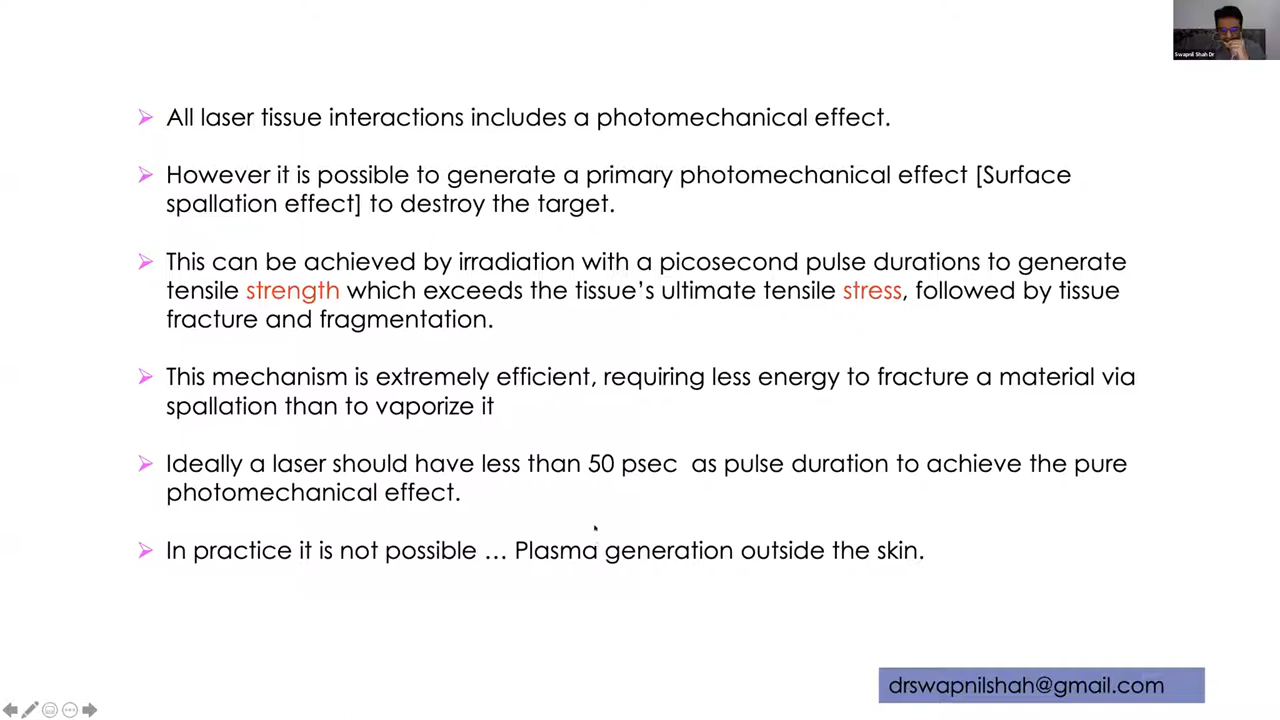 Swapnil Shah Dr
All laser tissue interactions includes a photomechanical effect.
However it is possible to generate a primary photomechanical effect [Surface
spallation effect] to destroy the target.
This can be achieved by irradiation with a picosecond pulse durations to generate
tensile strength which exceeds the tissue's ultimate tensile stress, followed by tissue
fracture and fragmentation.
This mechanism is extremely efficient, requiring less energy to fracture a material via
spallation than to vaporize it
Ideally a laser should have less than 50 psec as pulse duration to achieve the pure
photomechanical effect.
In practice it is not possible … Plasma generation outside the skin.
drswapnilshah@gmail.com